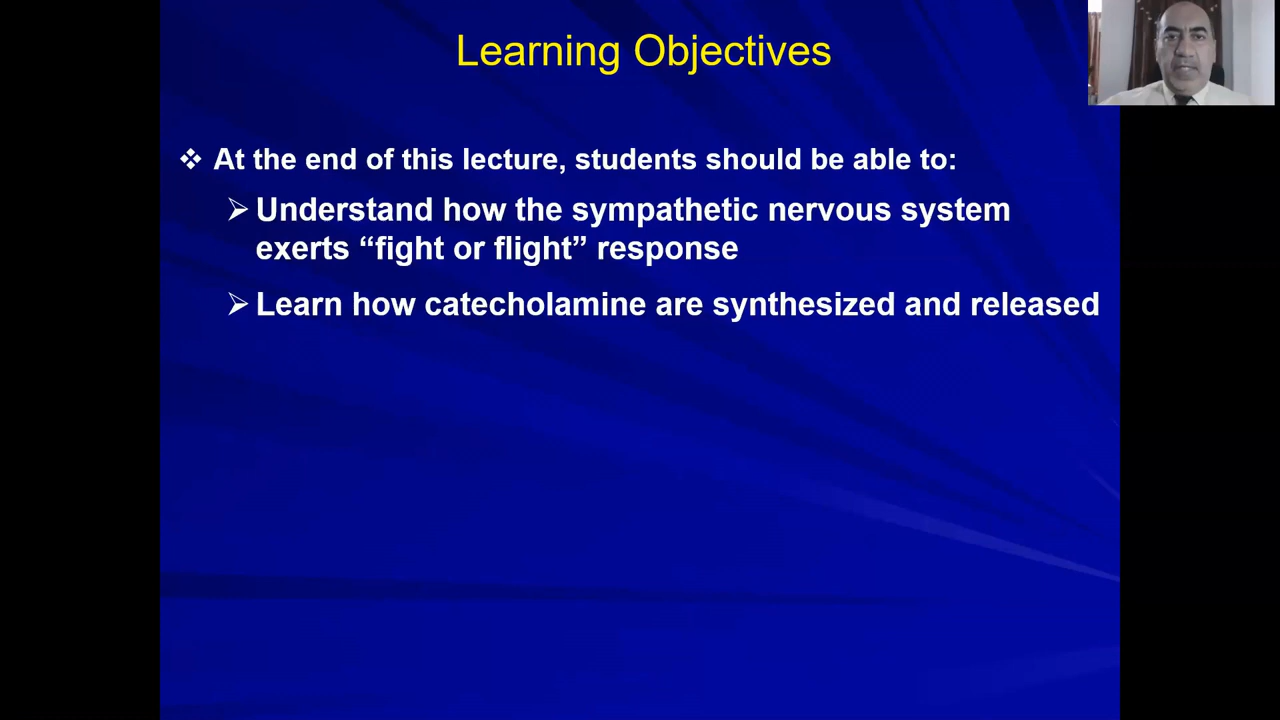 Learning Objectives
❖ At the end of this lecture, students should be able to:
➢ Understand how the sympathetic nervous system
exerts “fight or flight” response
➢ Learn how catecholamine are synthesized and released